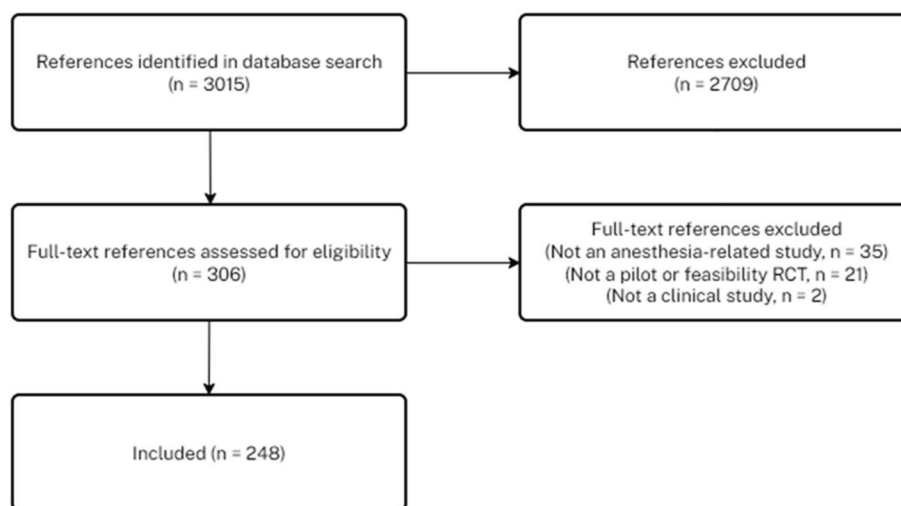 References identified in database search
(n = 3015)
References excluded
(n = 2709)
Full-text references assessed for eligibility
(n = 306)
Full-text references excluded
(Not an anesthesia-related study, n = 35)
(Not a pilot or feasibility RCT, n = 21)
(Not a clinical study, n = 2)
Included (n = 248)